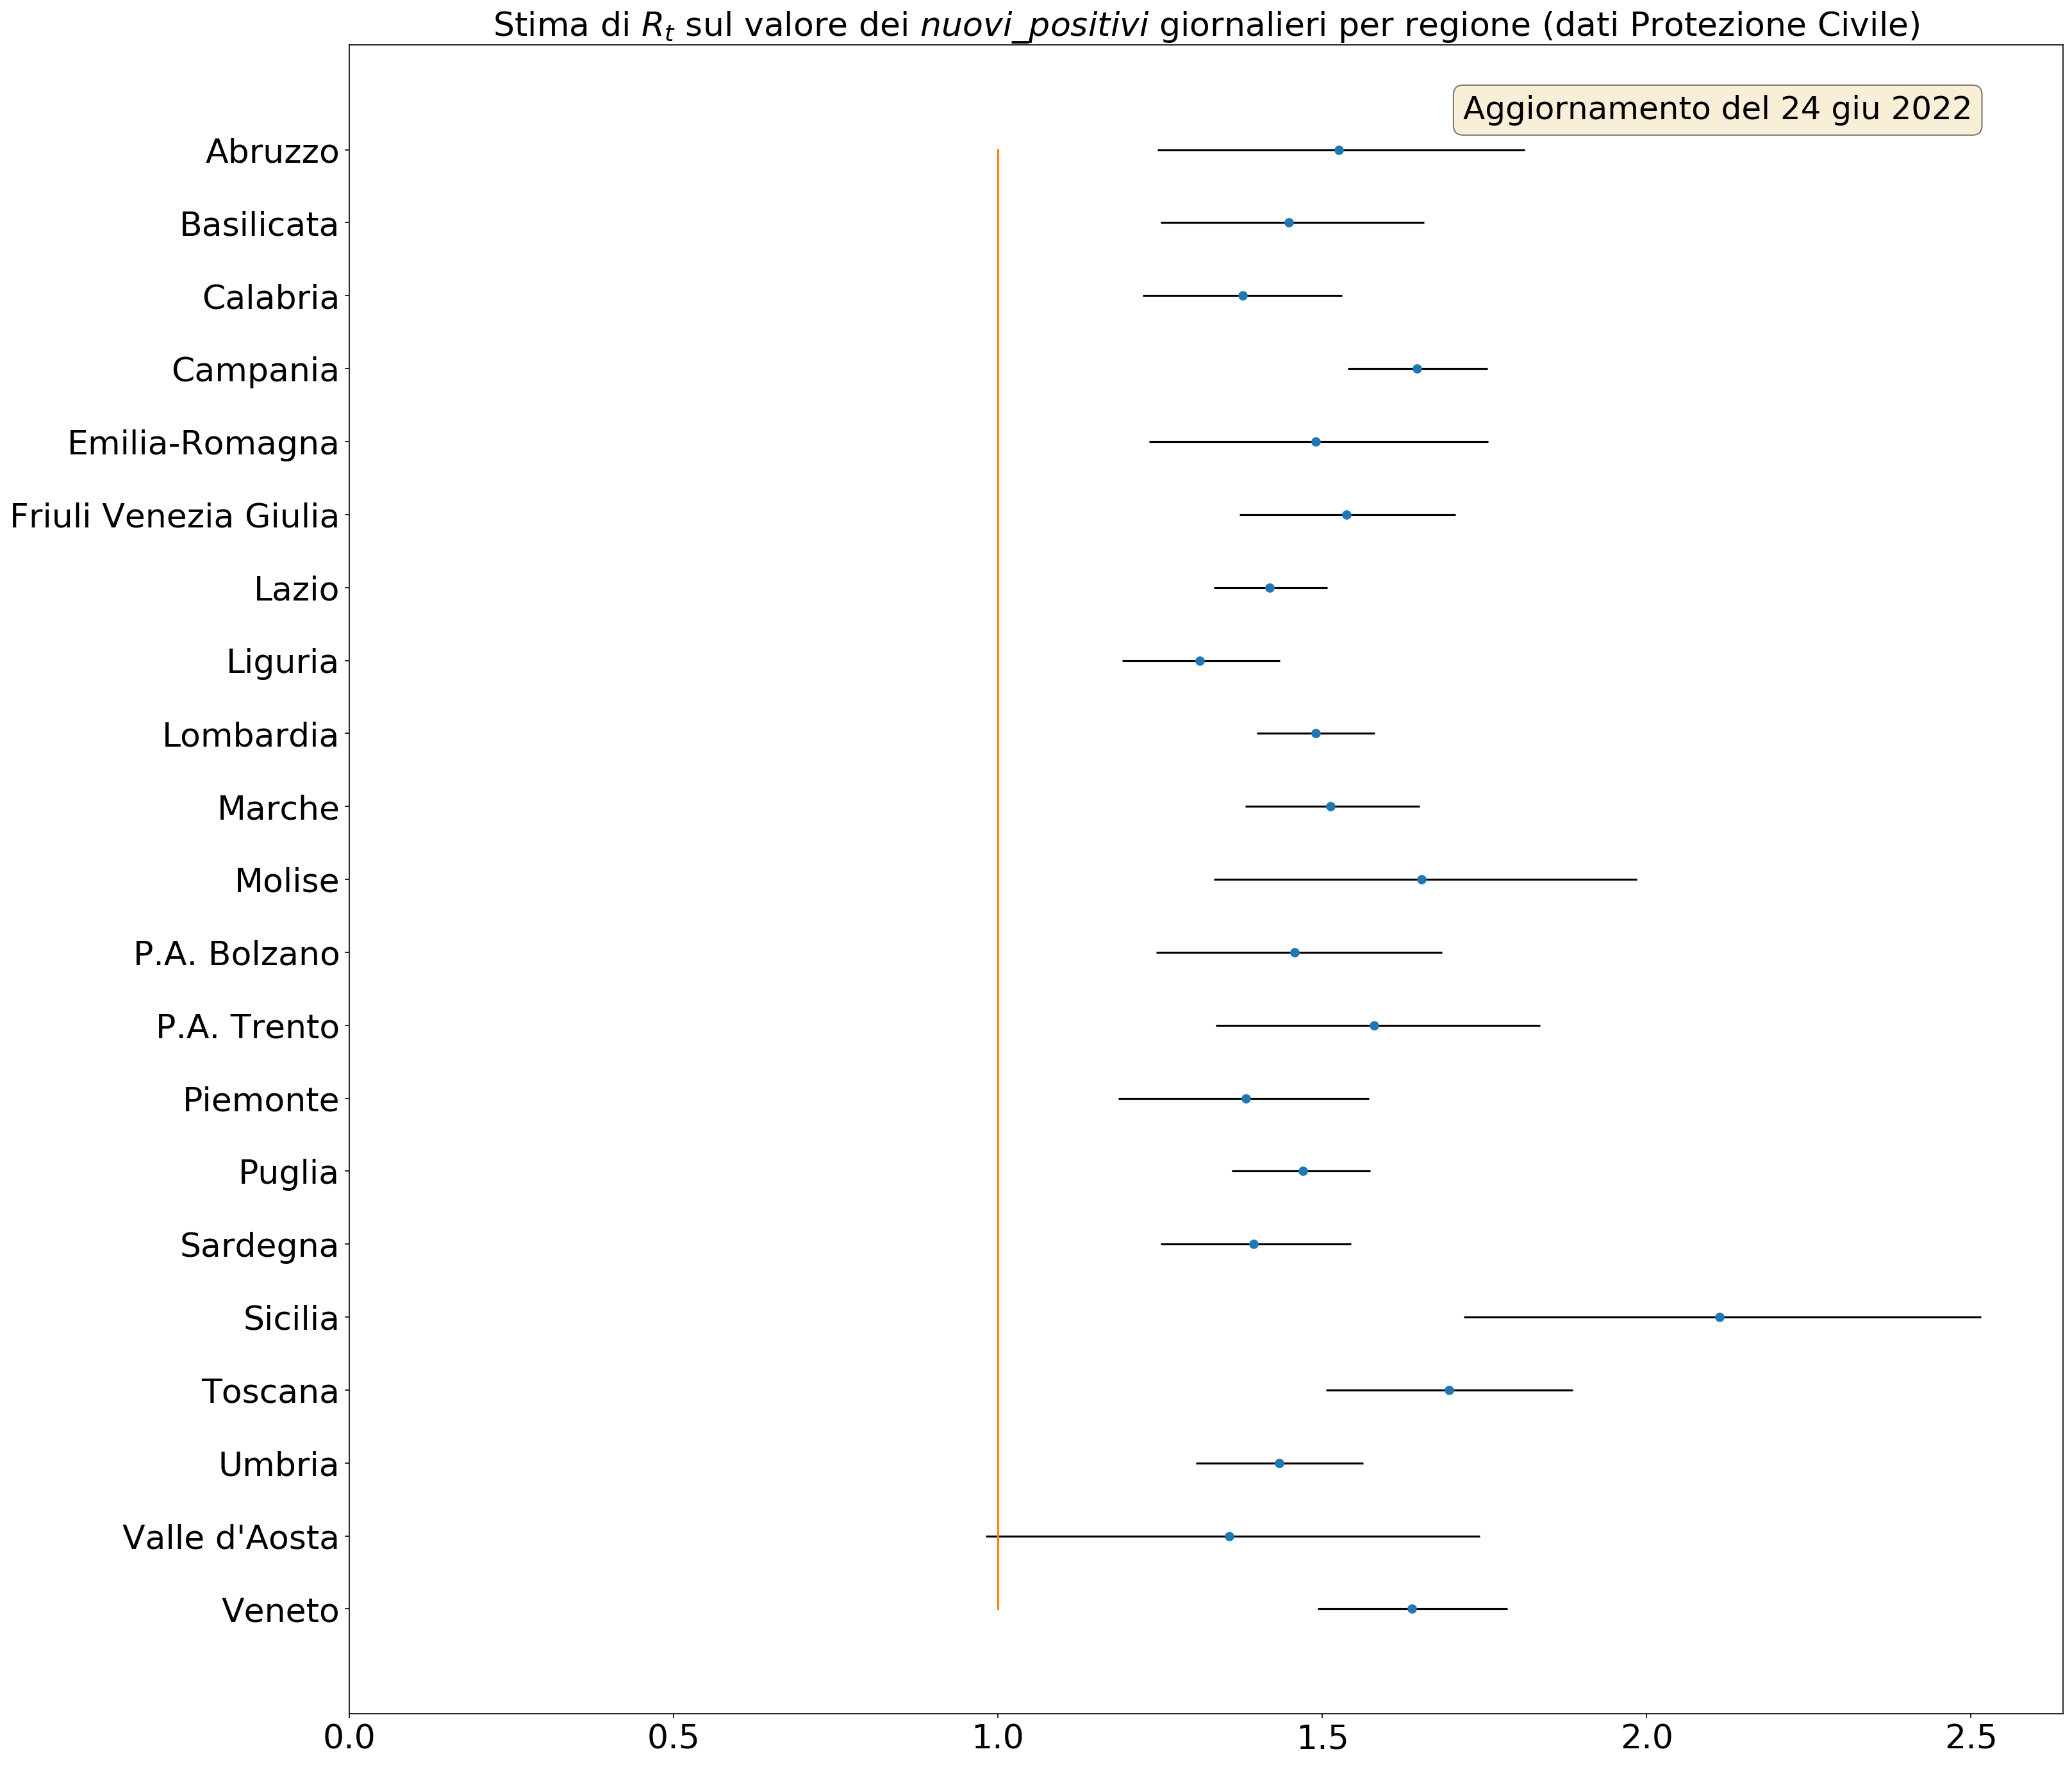 Stima di Rt sul valore dei nuovi_positivi giornalieri per regione (dati Protezione Civile)
Aggiornamento del 24 giu 2022
Abruzzo
Basilicata
Calabria
Campania
Emilia-Romagna
Friuli Venezia Giulia
Lazio
Liguria
Lombardia
Marche
Molise
P.A. Bolzano
P.A. Trento
Piemonte
Puglia
Sardegna
Sicilia
Toscana
Umbria
Valle d'Aosta
Veneto
0.0 0.5 1.0 1.5 2.0 2.5